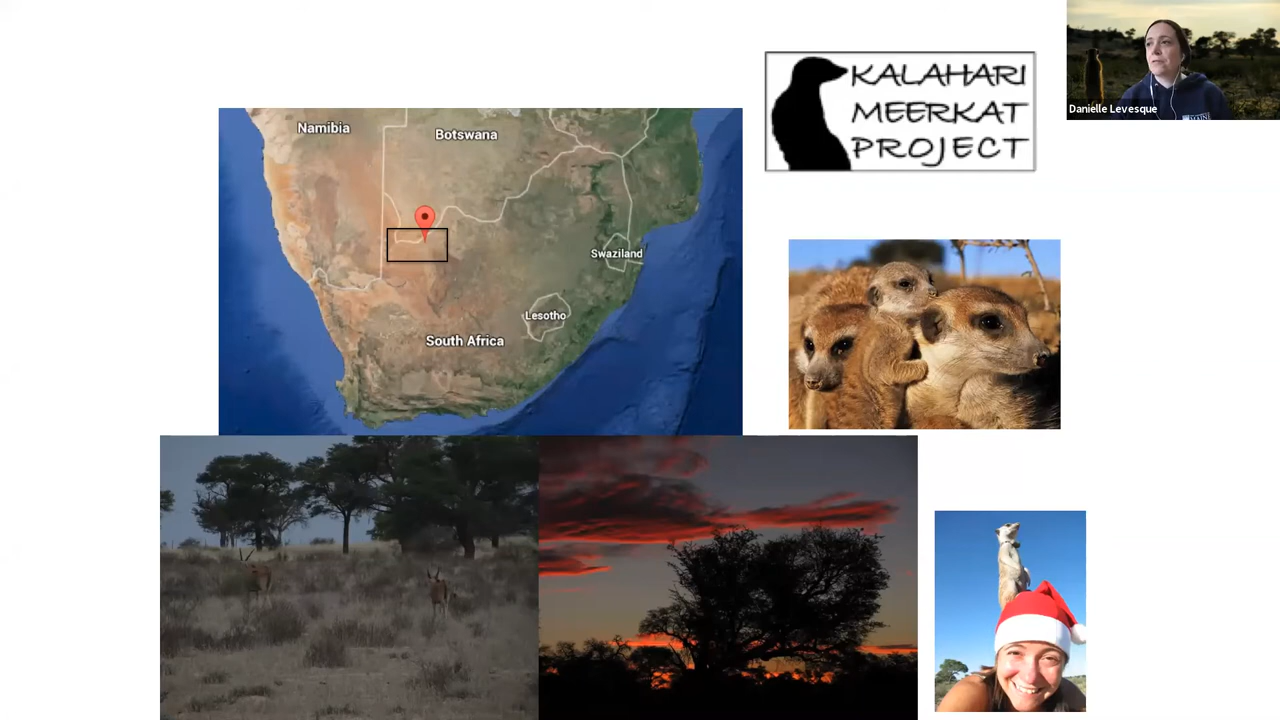 KALAHARI
MEERKAT
PROJECT
Danielle Levesque
Namibia
Botswana
Swaziland
Lesotho
South Africa